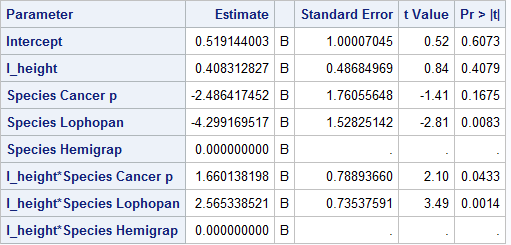 Parameter Estimate Standard Error t Value Pr > |t|
Intercept 0.519144003 B 1.00007045 0.52 0.6073
l_height 0.408312827 B 0.48684969 0.84 0.4079
Species Cancer p -2.486417452 B 1.76055648 -1.41 0.1675
Species Lophopan -4.299169517 B 1.52825142 -2.81 0.0083
Species Hemigrap 0.000000000 B . . .
l_height*Species Cancer p 1.660138198 B 0.78893660 2.10 0.0433
l_height*Species Lophopan 2.565338521 B 0.73537591 3.49 0.0014
l_height*Species Hemigrap 0.000000000 B . . .